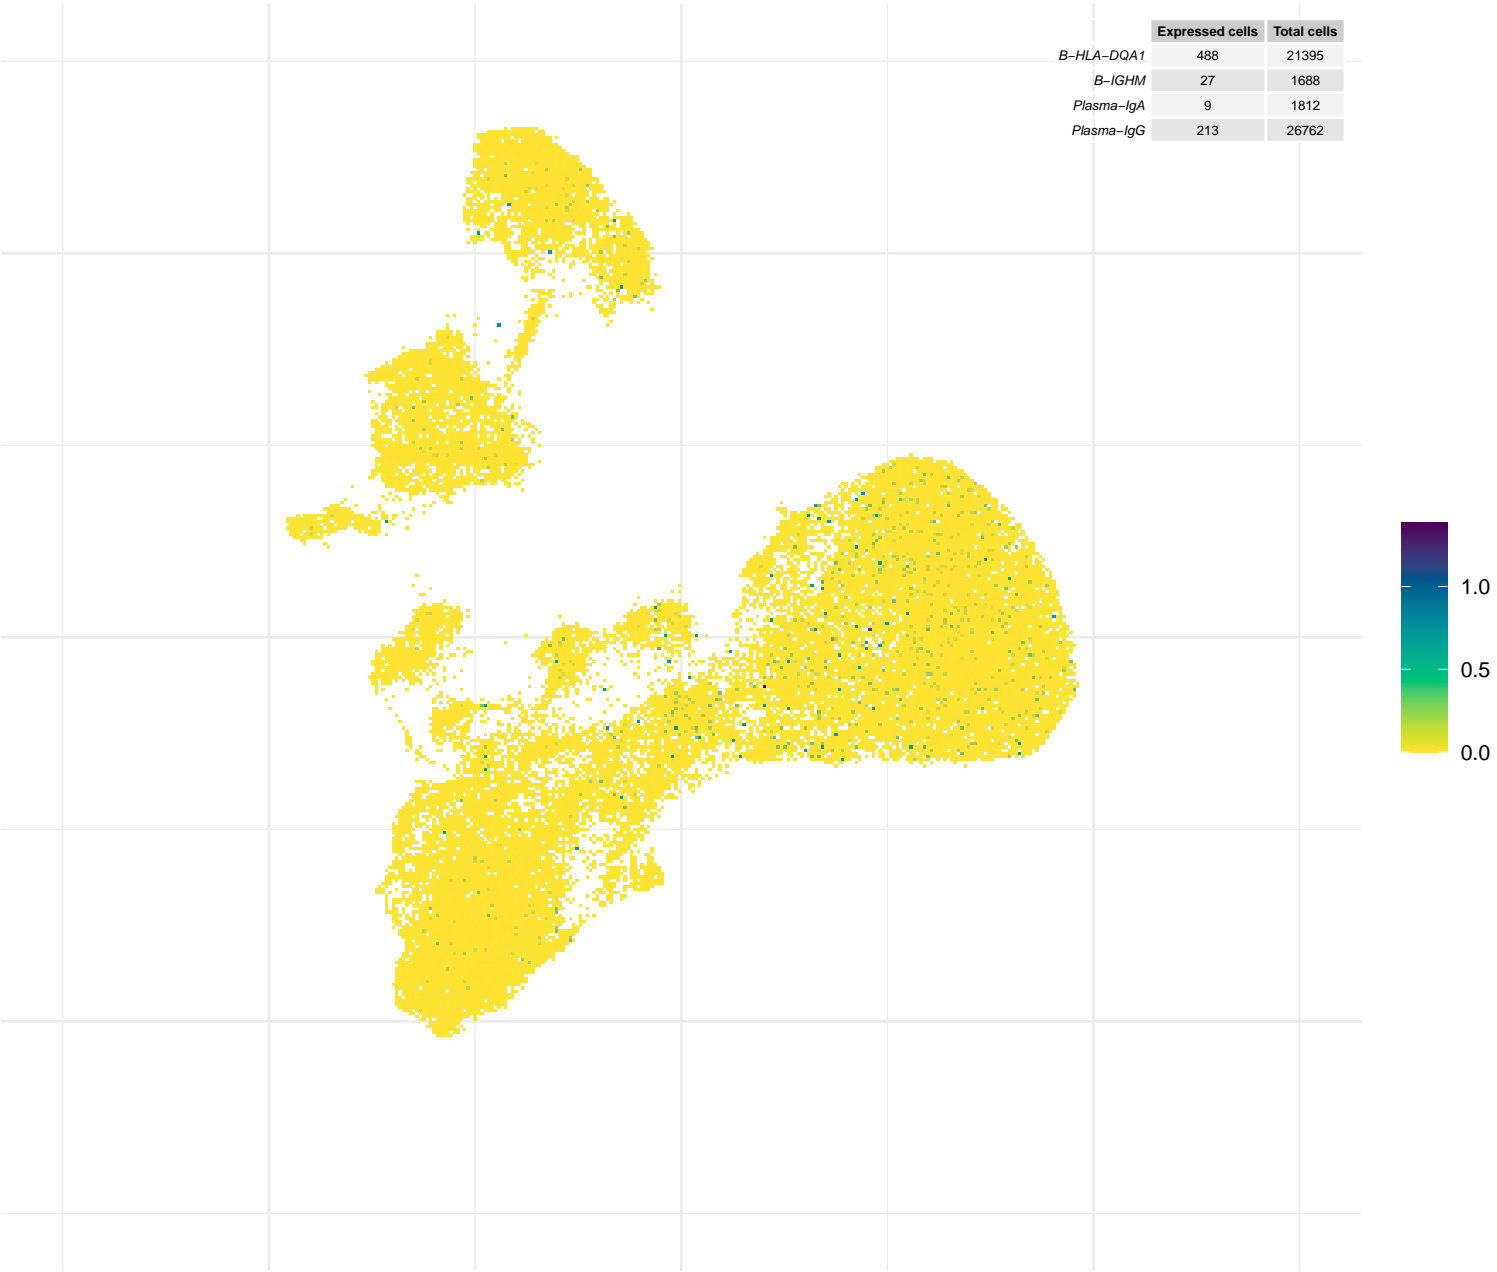 Expressed cells Total cells
B−HLA−DQA1 488 21395
B−IGHM 27 1688
Plasma−IgA 9 1812
Plasma−IgG 213 26762
1.0
0.5
0.0